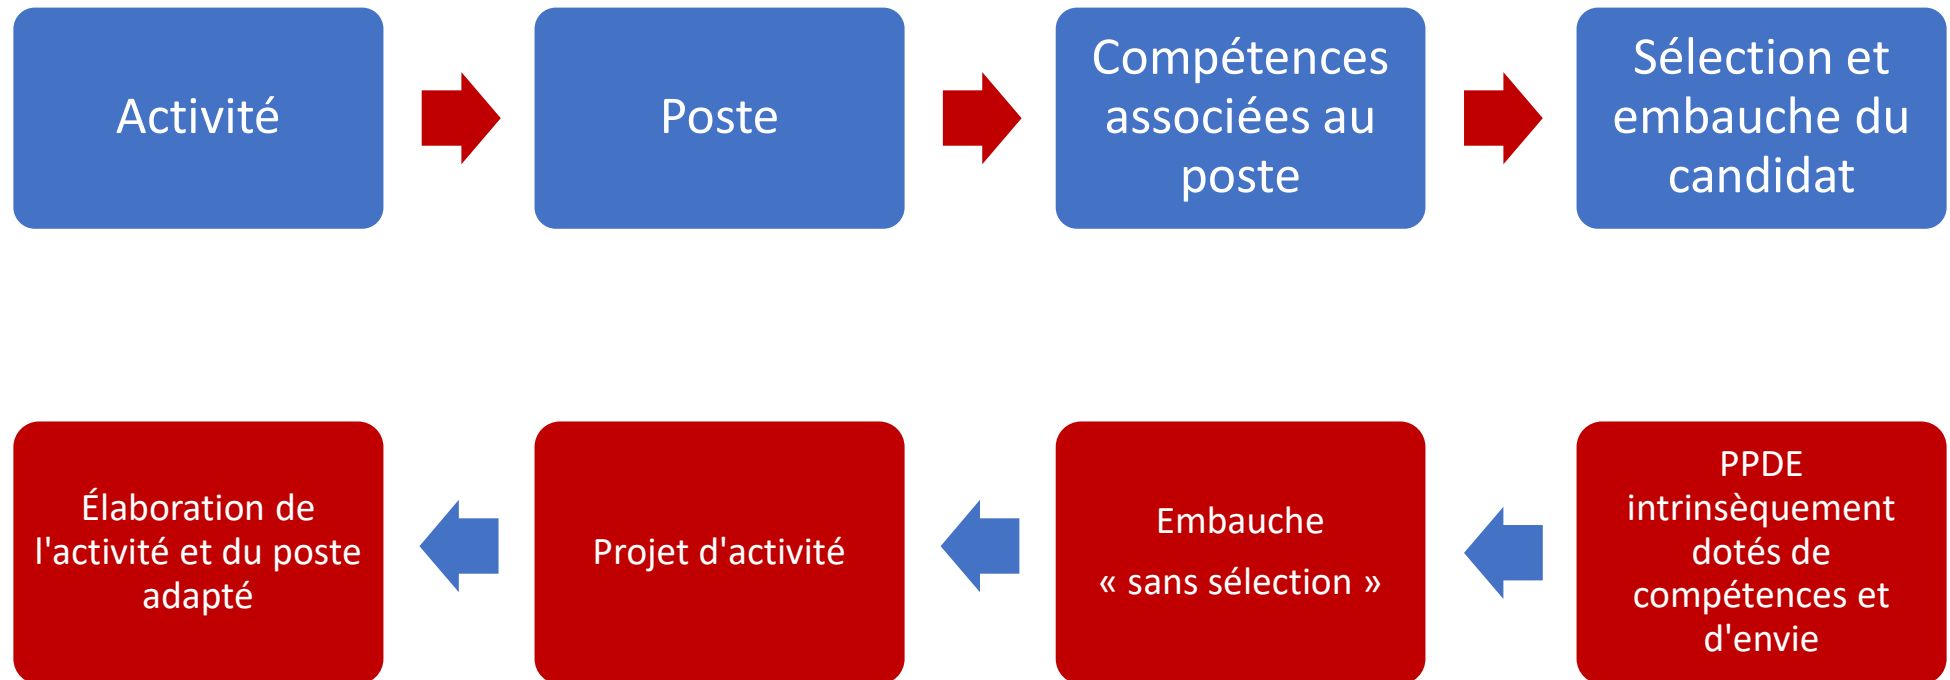 Activité
Poste
Compétences
associées au
poste
Sélection et
embauche du
candidat
Élaboration de
l'activité et du poste
adapté
Projet d'activité
Embauche
« sans sélection »
PPDE
intrinsèquement
dotés de
compétences et
d'envie